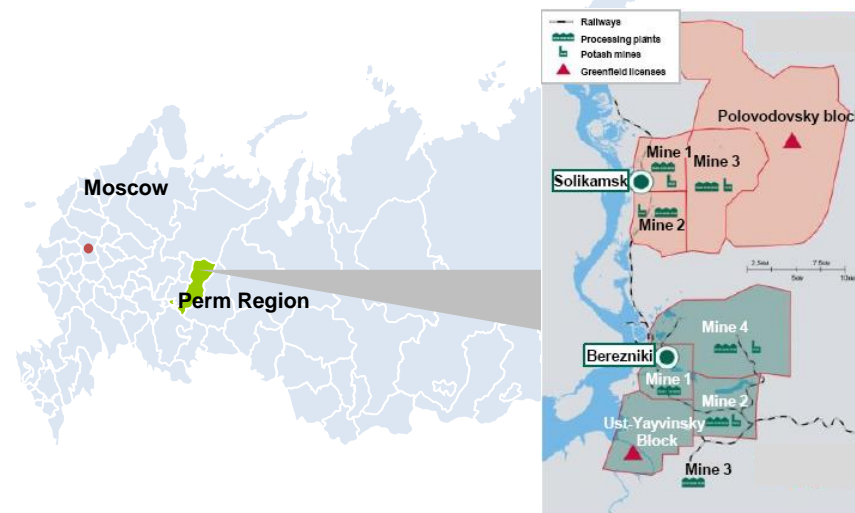 Railways
Processing plants
Potash mines
Greenfield licenses
Polovodovsky bloc
Mine 1
Mine 3
Solikamsk
Mine 2
Moscow
Perm Region
Mine 4
Berezniki
Mine 1
Mine 2
Ust-Yayvinsky
Block
Mine 3